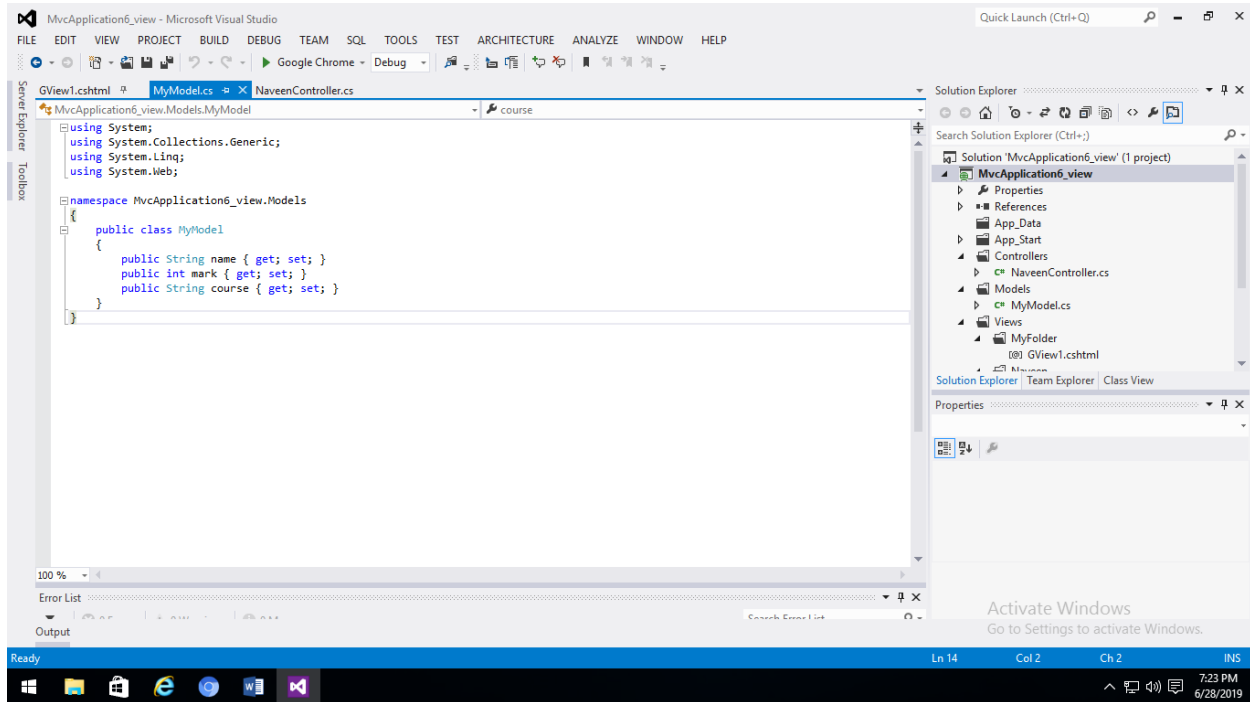 MvcApplication6_view - Microsoft Visual Studio
Quick Launch (Ctrl+Q)
FILE EDIT VIEW PROJECT BUILD DEBUG TEAM SQL TOOLS TEST ARCHITECTURE ANALYZE WINDOW HELP
Google Chrome Debug
Server Explorer
Toolbox
GView1.cshtml MyModel.cs NaveenController.cs
MvcApplication6_view.Models.MyModel course
using System;
using System.Collections.Generic;
using System.Linq;
using System.Web;
namespace MvcApplication6_view.Models
{
public class MyModel
{
public String name { get; set; }
public int mark { get; set; }
public String course { get; set; }
}
}
100 %
Error List
Search Error List
Output
Solution Explorer
Search Solution Explorer (Ctrl+;)
Solution 'MvcApplication6_view' (1 project)
MvcApplication6_view
Properties
References
App_Data
App_Start
Controllers
C# NaveenController.cs
Models
C# MyModel.cs
Views
MyFolder
[@] GView1.cshtml
Naveen
Solution Explorer Team Explorer Class View
Properties
Activate Windows
Go to Settings to activate Windows.
Ready Ln 14 Col 2 Ch 2 INS
7:23 PM
6/28/2019